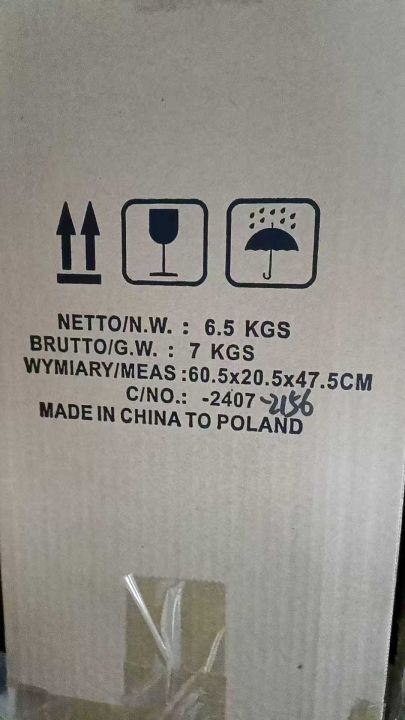 NETTO/N.W. : 6.5 KGS
BRUTTO/G.W. : 7 KGS
WYMIARY/MEAS :60.5x20.5x47.5CM
C/NO.: -2407 -2156
MADE IN CHINA TO POLAND